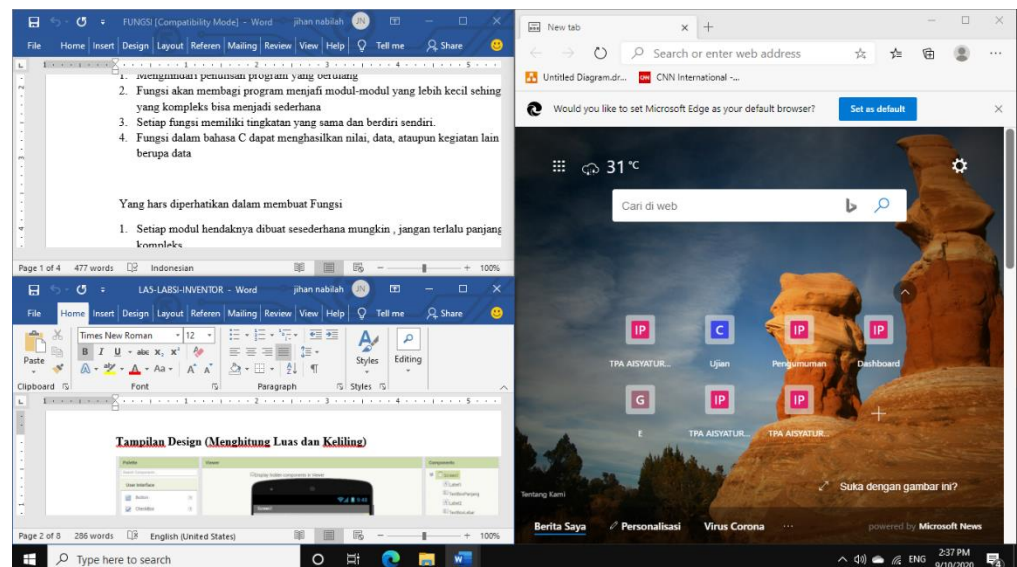 FUNGSI [Compatibility Mode] - Word jihan nabilah JN
File Home Insert Design Layout Referen Mailing Review View Help Tell me Share
1. Menghindari penulisan program yang berulang
2. Fungsi akan membagi program menjafi modul-modul yang lebih kecil sehing
yang kompleks bisa menjadi sederhana
3. Setiap fungsi memiliki tingkatan yang sama dan berdiri sendiri.
4. Fungsi dalam bahasa C dapat menghasilkan nilai, data, ataupun kegiatan lain
berupa data
Yang hars diperhatikan dalam membuat Fungsi
1. Setiap modul hendaknya dibuat sesederhana mungkin , jangan terlalu panjang
kompleks
Page 1 of 4 477 words Indonesian 100%
LA5-LABSI-INVENTOR - Word jihan nabilah JN
File Home Insert Design Layout Referen Mailing Review View Help Tell me Share
Times New Roman 12
Paste
Styles Editing
Clipboard Font Paragraph Styles
Tampilan Design (Menghitung Luas dan Keliling)
Palette Viewer Components
User Interface
Display hidden components in Viewer
Button
CheckBox
Screen1
Label1
TextBoxPanjang
Label2
Page 2 of 8 286 words English (United States) 100%
New tab
Search or enter web address
Untitled Diagram.dr... CNN International -...
Would you like to set Microsoft Edge as your default browser? Set as default
31 °C
Cari di web
IP C IP IP
TPA AISYATUR... Ujian Pengumuman Dashboard
G IP IP
E TPA AISYATUR... TPA AISYATUR...
Suka dengan gambar ini?
Tentang Kami
Berita Saya Personalisasi Virus Corona ... powered by Microsoft News
Type here to search
ENG 2:37 PM
9/10/2020